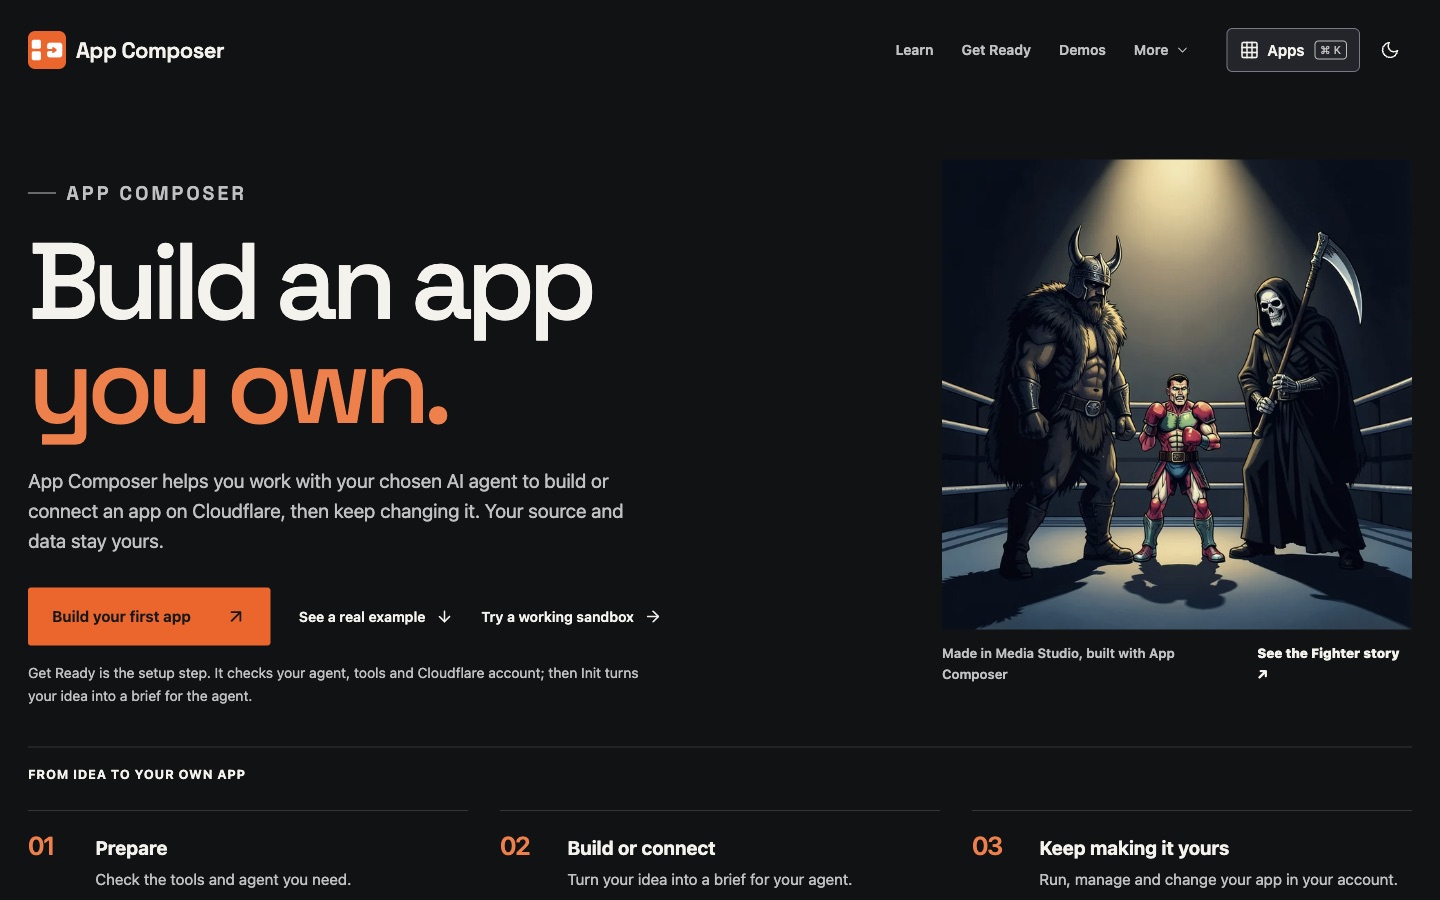 App Composer
Learn
Get Ready
Demos
More
Apps
⌘ K
APP COMPOSER
Build an app
you own.
App Composer helps you work with your chosen AI agent to build or
connect an app on Cloudflare, then keep changing it. Your source and
data stay yours.
Build your first app
See a real example
Try a working sandbox
Get Ready is the setup step. It checks your agent, tools and Cloudflare account; then Init turns
your idea into a brief for the agent.
Made in Media Studio, built with App
Composer
See the Fighter story
FROM IDEA TO YOUR OWN APP
01
Prepare
Check the tools and agent you need.
02
Build or connect
Turn your idea into a brief for your agent.
03
Keep making it yours
Run, manage and change your app in your account.